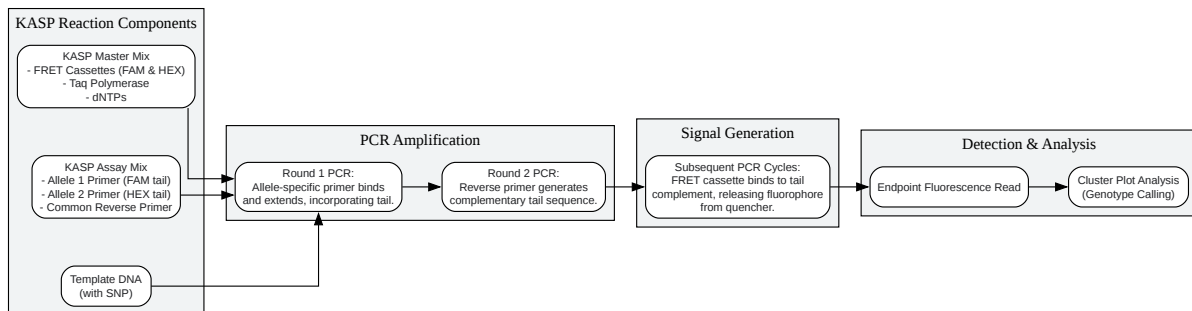 KASP Reaction Components
KASP Master Mix
- FRET Cassettes (FAM & HEX)
- Taq Polymerase
- dNTPs
KASP Assay Mix
- Allele 1 Primer (FAM tail)
- Allele 2 Primer (HEX tail)
- Common Reverse Primer
Template DNA
(with SNP)
PCR Amplification
Round 1 PCR:
Allele-specific primer binds
and extends, incorporating tail.
Round 2 PCR:
Reverse primer generates
complementary tail sequence.
Signal Generation
Subsequent PCR Cycles:
FRET cassette binds to tail
complement, releasing fluorophore
from quencher.
Detection & Analysis
Endpoint Fluorescence Read
Cluster Plot Analysis
(Genotype Calling)